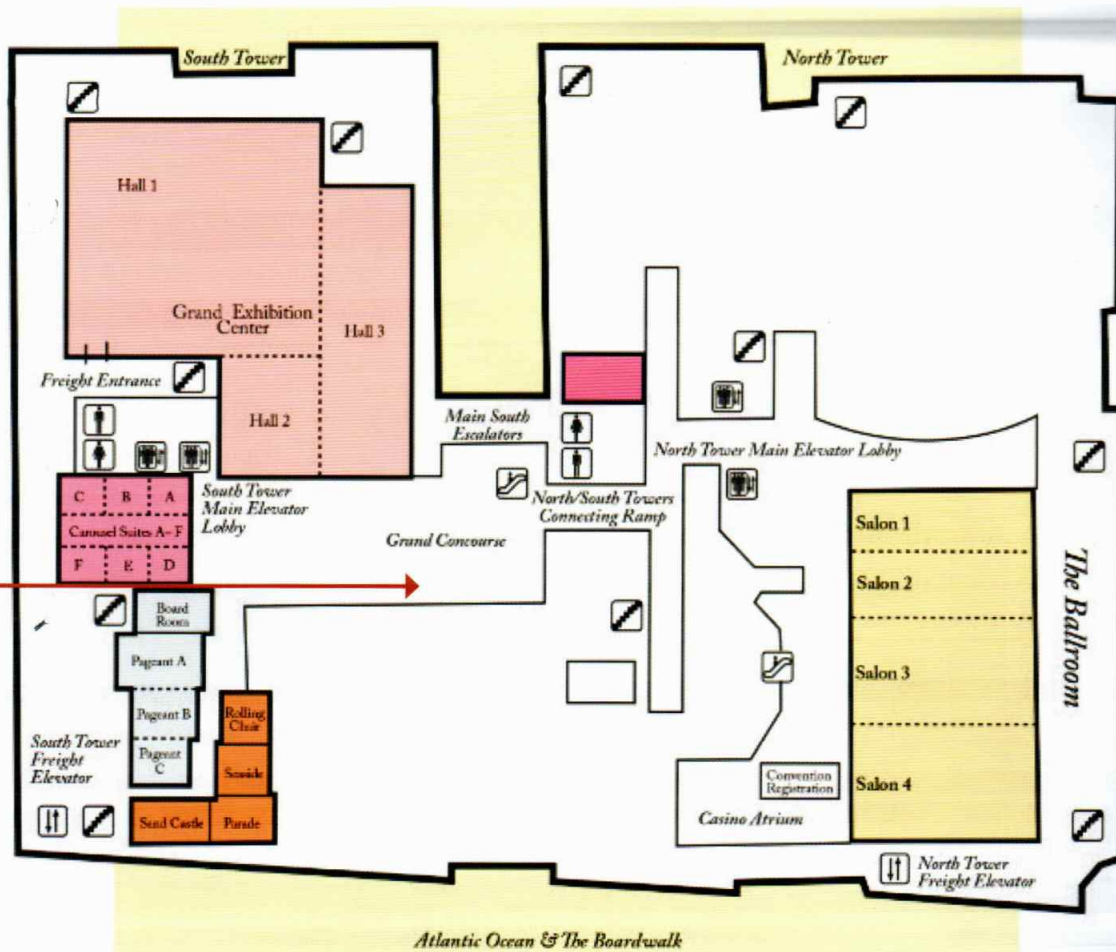 South Tower
North Tower
Hall 1
Grand Exhibition
Center
Hall 3
Freight Entrance
Hall 2
Main South
Escalators
North Tower Main Elevator Lobby
C B A
Carousel Suites A-F
F E D
South Tower
Main Elevator
Lobby
North/South Towers
Connecting Ramp
Grand Concourse
Salon 1
Salon 2
Salon 3
Salon 4
The Ballroom
Board
Room
Pageant A
Pageant B
Pageant
C
Rolling
Chair
Seaside
Sand Castle
Parade
South Tower
Freight
Elevator
Convention
Registration
Casino Atrium
North Tower
Freight Elevator
Atlantic Ocean & The Boardwalk